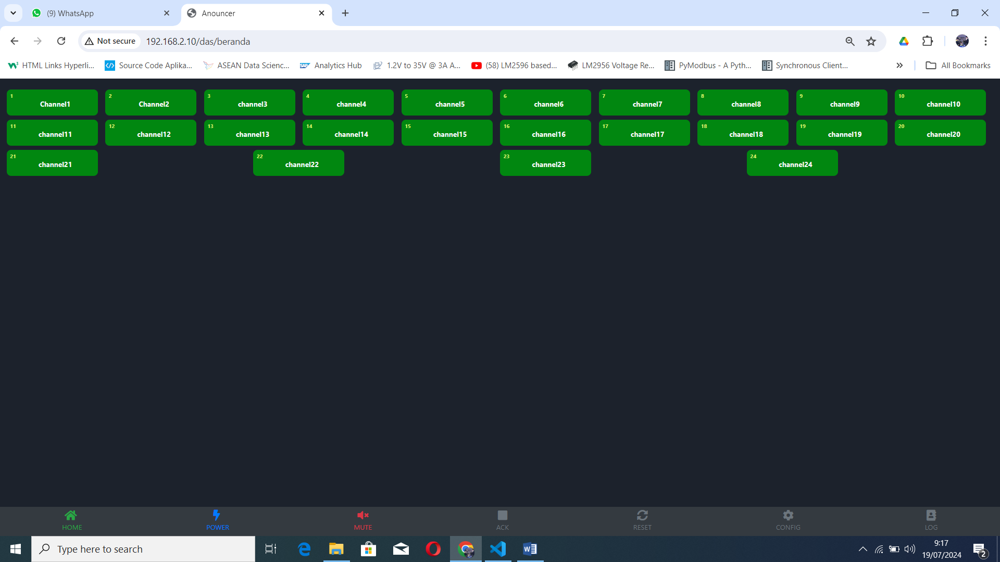 (9) WhatsApp
Anouncer
Not secure
192.168.2.10/das/beranda
HTML Links Hyperli...
Source Code Aplika...
ASEAN Data Scienc...
Analytics Hub
1.2V to 35V @ 3A A...
(58) LM2596 based...
LM2956 Voltage Re...
PyModbus - A Pyth...
Synchronous Client...
All Bookmarks
1 Channel1
2 Channel2
3 channel3
4 channel4
5 channel5
6 channel6
7 channel7
8 channel8
9 channel9
10 channel10
11 channel11
12 channel12
13 channel13
14 channel14
15 channel15
16 channel16
17 channel17
18 channel18
19 channel19
20 channel20
21 channel21
22 channel22
23 channel23
24 channel24
HOME
POWER
MUTE
ACK
RESET
CONFIG
LOG
Type here to search
9:17
19/07/2024
2